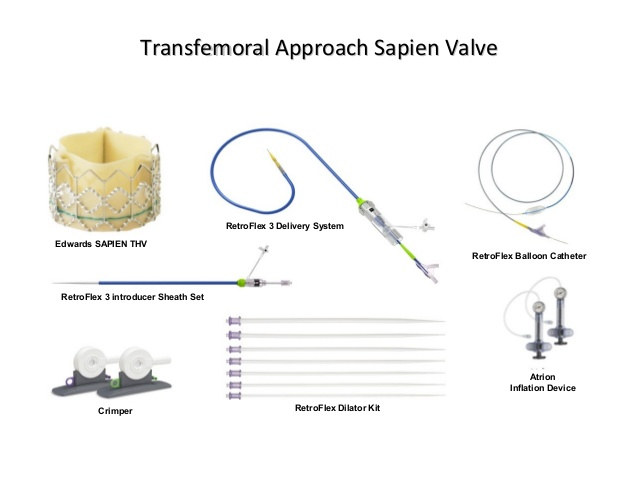 Transfemoral Approach Sapien Valve
Edwards SAPIEN THV
RetroFlex 3 Delivery System
RetroFlex Balloon Catheter
RetroFlex 3 introducer Sheath Set
Crimper
RetroFlex Dilator Kit
Atrion
Inflation Device